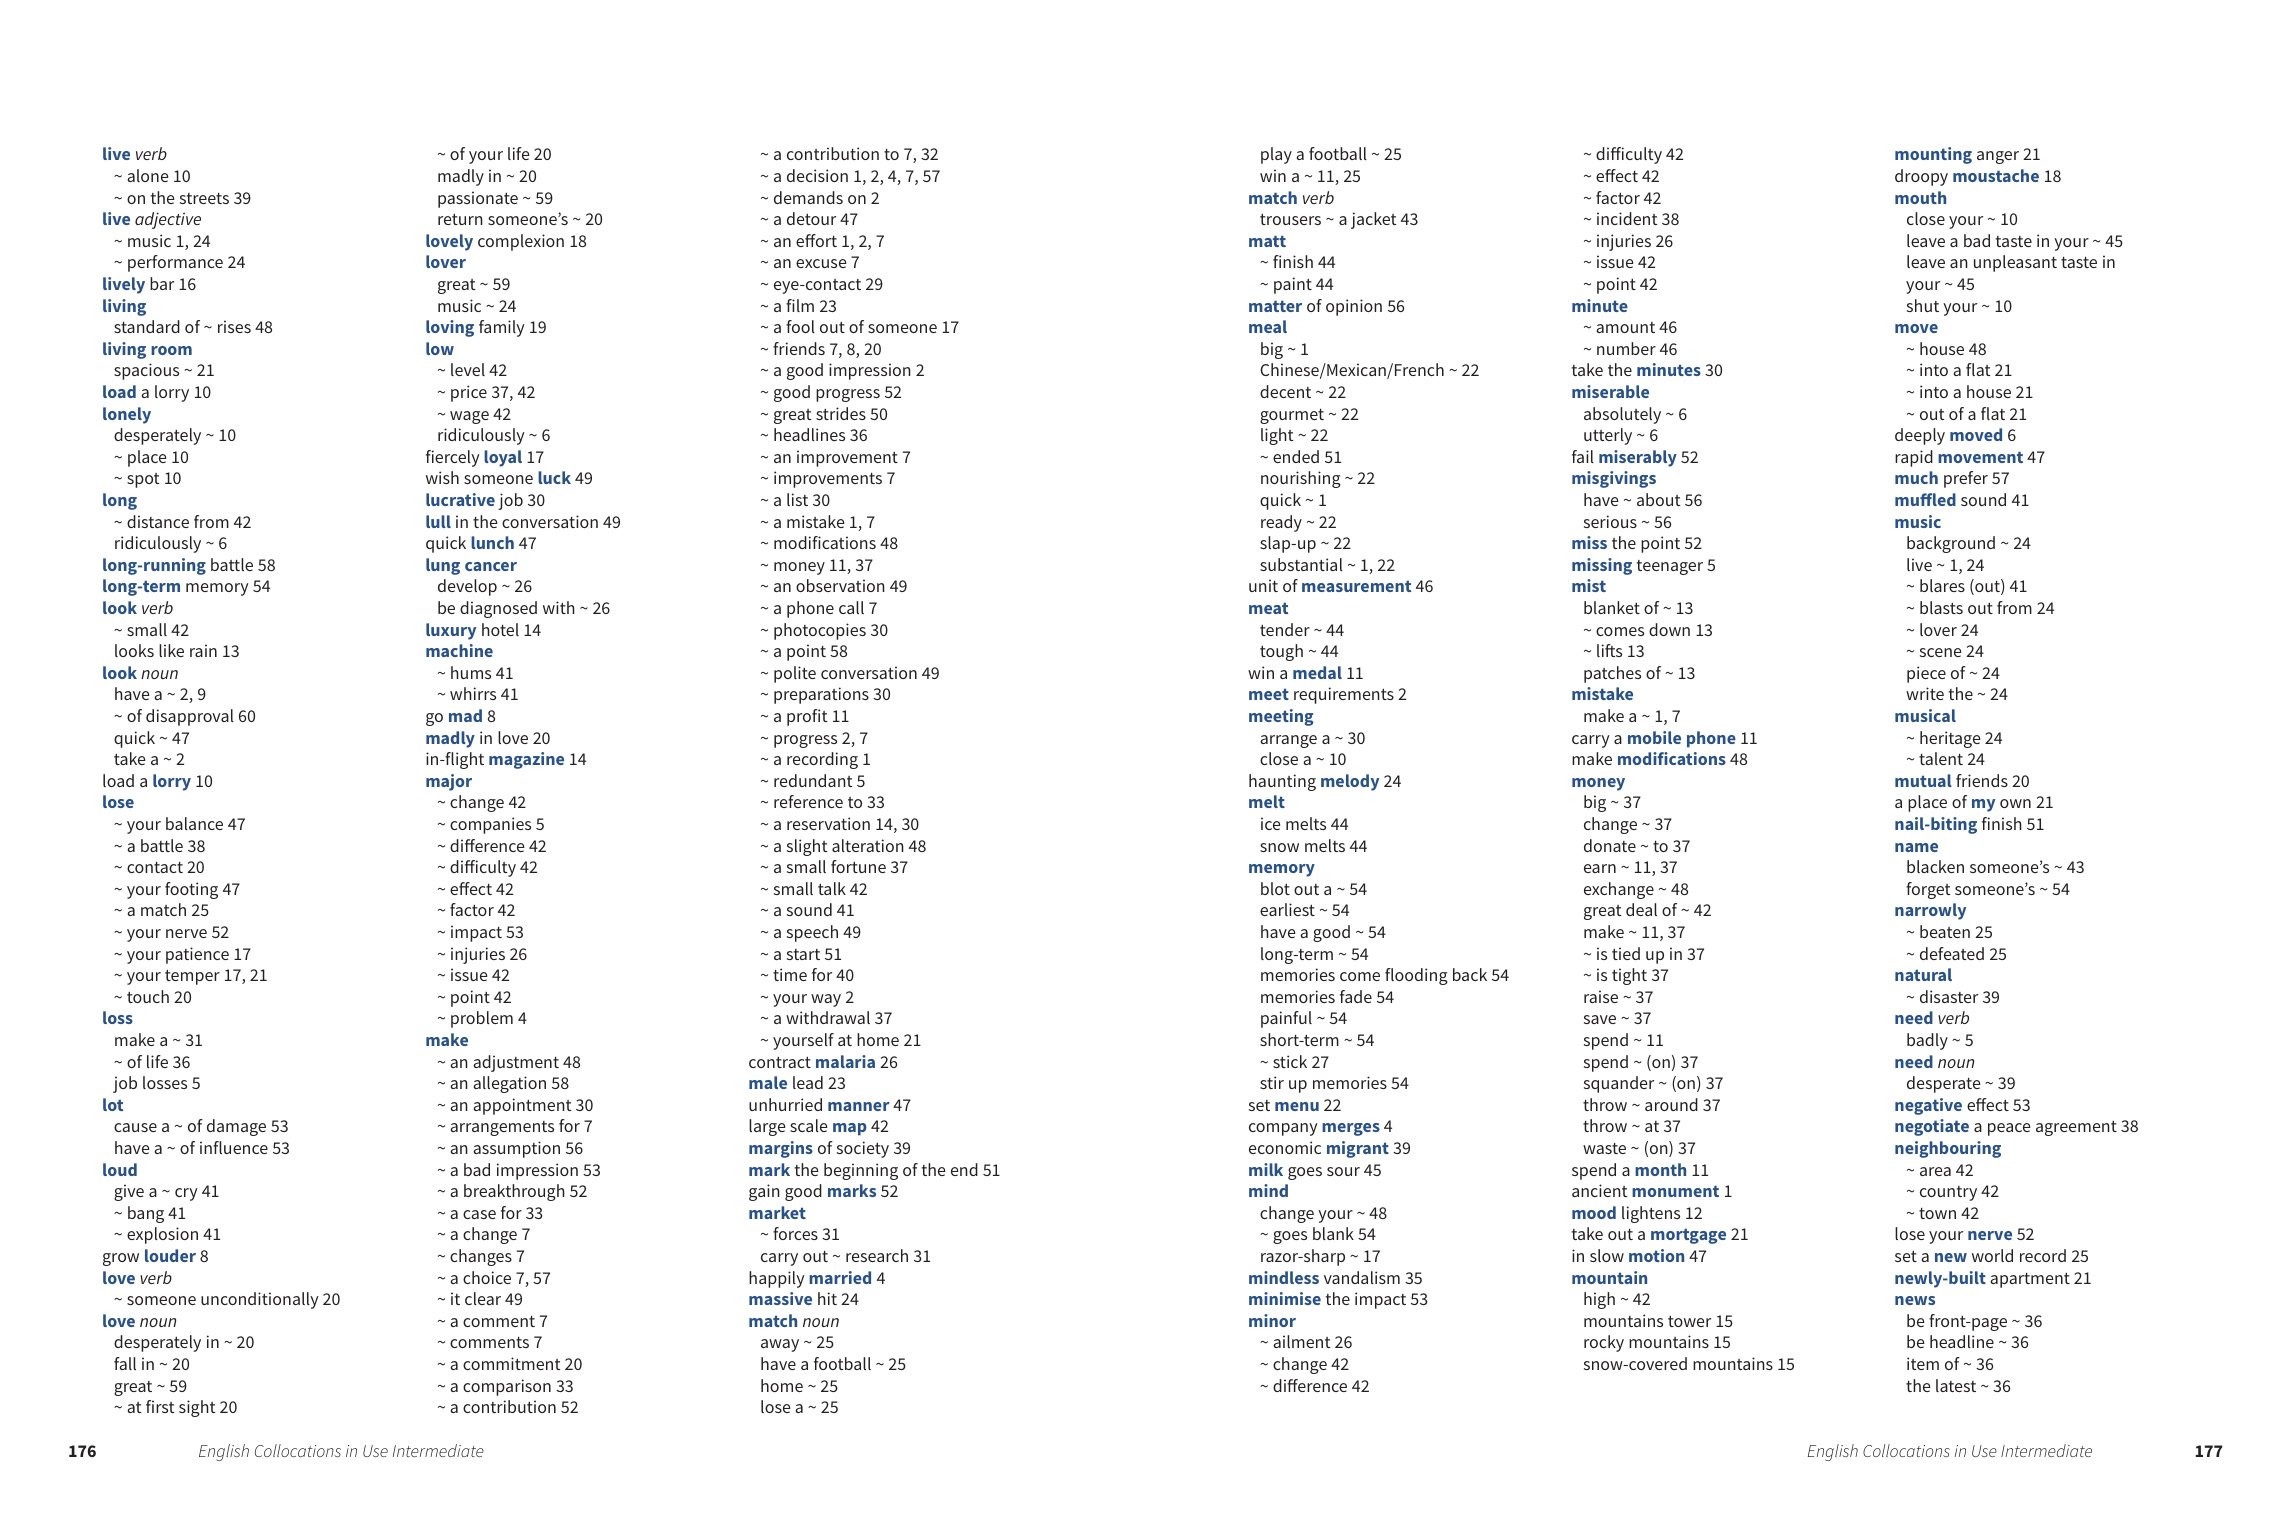 live verb
~ alone 10
~ on the streets 39
live adjective
~ music 1, 24
~ performance 24
lively bar 16
living
standard of ~ rises 48
living room
spacious ~ 21
load a lorry 10
lonely
desperately ~ 10
~ place 10
~ spot 10
long
~ distance from 42
ridiculously ~ 6
long-running battle 58
long-term memory 54
look verb
~ small 42
looks like rain 13
look noun
have a ~ 2, 9
~ of disapproval 60
quick ~ 47
take a ~ 2
load a lorry 10
lose
~ your balance 47
~ a battle 38
~ contact 20
~ your footing 47
~ a match 25
~ your nerve 52
~ your patience 17
~ your temper 17, 21
~ touch 20
loss
make a ~ 31
~ of life 36
job losses 5
lot
cause a ~ of damage 53
have a ~ of influence 53
loud
give a ~ cry 41
~ bang 41
~ explosion 41
grow louder 8
love verb
~ someone unconditionally 20
love noun
desperately in ~ 20
fall in ~ 20
great ~ 59
~ at first sight 20
~ of your life 20
madly in ~ 20
passionate ~ 59
return someone's ~ 20
lovely complexion 18
lover
great ~ 59
music ~ 24
loving family 19
low
~ level 42
~ price 37, 42
~ wage 42
ridiculously ~ 6
fiercely loyal 17
wish someone luck 49
lucrative job 30
lull in the conversation 49
quick lunch 47
lung cancer
develop ~ 26
be diagnosed with ~ 26
luxury hotel 14
machine
~ hums 41
~ whirrs 41
go mad 8
madly in love 20
in-flight magazine 14
major
~ change 42
~ companies 5
~ difference 42
~ difficulty 42
~ effect 42
~ factor 42
~ impact 53
~ injuries 26
~ issue 42
~ point 42
~ problem 4
make
~ an adjustment 48
~ an allegation 58
~ an appointment 30
~ arrangements for 7
~ an assumption 56
~ a bad impression 53
~ a breakthrough 52
~ a case for 33
~ a change 7
~ changes 7
~ a choice 7, 57
~ it clear 49
~ a comment 7
~ comments 7
~ a commitment 20
~ a comparison 33
~ a contribution 52
~ a contribution to 7, 32
~ a decision 1, 2, 4, 7, 57
~ demands on 2
~ a detour 47
~ an effort 1, 2, 7
~ an excuse 7
~ eye-contact 29
~ a film 23
~ a fool out of someone 17
~ friends 7, 8, 20
~ a good impression 2
~ good progress 52
~ great strides 50
~ headlines 36
~ an improvement 7
~ improvements 7
~ a list 30
~ a mistake 1, 7
~ modifications 48
~ money 11, 37
~ an observation 49
~ a phone call 7
~ photocopies 30
~ a point 58
~ polite conversation 49
~ preparations 30
~ a profit 11
~ progress 2, 7
~ a recording 1
~ redundant 5
~ reference to 33
~ a reservation 14, 30
~ a slight alteration 48
~ a small fortune 37
~ small talk 42
~ a sound 41
~ a speech 49
~ a start 51
~ time for 40
~ your way 2
~ a withdrawal 37
~ yourself at home 21
contract malaria 26
male lead 23
unhurried manner 47
large scale map 42
margins of society 39
mark the beginning of the end 51
gain good marks 52
market
~ forces 31
carry out ~ research 31
happily married 4
massive hit 24
match noun
away ~ 25
have a football ~ 25
home ~ 25
lose a ~ 25
176 English Collocations in Use Intermediate
play a football ~ 25
win a ~ 11, 25
match verb
trousers ~ a jacket 43
matt
~ finish 44
~ paint 44
matter of opinion 56
meal
big ~ 1
Chinese/Mexican/French ~ 22
decent ~ 22
gourmet ~ 22
light ~ 22
~ ended 51
nourishing ~ 22
quick ~ 1
ready ~ 22
slap-up ~ 22
substantial ~ 1, 22
unit of measurement 46
meat
tender ~ 44
tough ~ 44
win a medal 11
meet requirements 2
meeting
arrange a ~ 30
close a ~ 10
haunting melody 24
melt
ice melts 44
snow melts 44
memory
blot out a ~ 54
earliest ~ 54
have a good ~ 54
long-term ~ 54
memories come flooding back 54
memories fade 54
painful ~ 54
short-term ~ 54
~ stick 27
stir up memories 54
set menu 22
company merges 4
economic migrant 39
milk goes sour 45
mind
change your ~ 48
~ goes blank 54
razor-sharp ~ 17
mindless vandalism 35
minimise the impact 53
minor
~ ailment 26
~ change 42
~ difference 42
~ difficulty 42
~ effect 42
~ factor 42
~ incident 38
~ injuries 26
~ issue 42
~ point 42
minute
~ amount 46
~ number 46
take the minutes 30
miserable
absolutely ~ 6
utterly ~ 6
fail miserably 52
misgivings
have ~ about 56
serious ~ 56
miss the point 52
missing teenager 5
mist
blanket of ~ 13
~ comes down 13
~ lifts 13
patches of ~ 13
mistake
make a ~ 1, 7
carry a mobile phone 11
make modifications 48
money
big ~ 37
change ~ 37
donate ~ to 37
earn ~ 11, 37
exchange ~ 48
great deal of ~ 42
make ~ 11, 37
~ is tied up in 37
~ is tight 37
raise ~ 37
save ~ 37
spend ~ 11
spend ~ (on) 37
squander ~ (on) 37
throw ~ around 37
throw ~ at 37
waste ~ (on) 37
spend a month 11
ancient monument 1
mood lightens 12
take out a mortgage 21
in slow motion 47
mountain
high ~ 42
mountains tower 15
rocky mountains 15
snow-covered mountains 15
mounting anger 21
droopy moustache 18
mouth
close your ~ 10
leave a bad taste in your ~ 45
leave an unpleasant taste in
your ~ 45
shut your ~ 10
move
~ house 48
~ into a flat 21
~ into a house 21
~ out of a flat 21
deeply moved 6
rapid movement 47
much prefer 57
muffled sound 41
music
background ~ 24
live ~ 1, 24
~ blares (out) 41
~ blasts out from 24
~ lover 24
~ scene 24
piece of ~ 24
write the ~ 24
musical
~ heritage 24
~ talent 24
mutual friends 20
a place of my own 21
nail-biting finish 51
name
blacken someone's ~ 43
forget someone's ~ 54
narrowly
~ beaten 25
~ defeated 25
natural
~ disaster 39
need verb
badly ~ 5
need noun
desperate ~ 39
negative effect 53
negotiate a peace agreement 38
neighbouring
~ area 42
~ country 42
~ town 42
lose your nerve 52
set a new world record 25
newly-built apartment 21
news
be front-page ~ 36
be headline ~ 36
item of ~ 36
the latest ~ 36
English Collocations in Use Intermediate 177